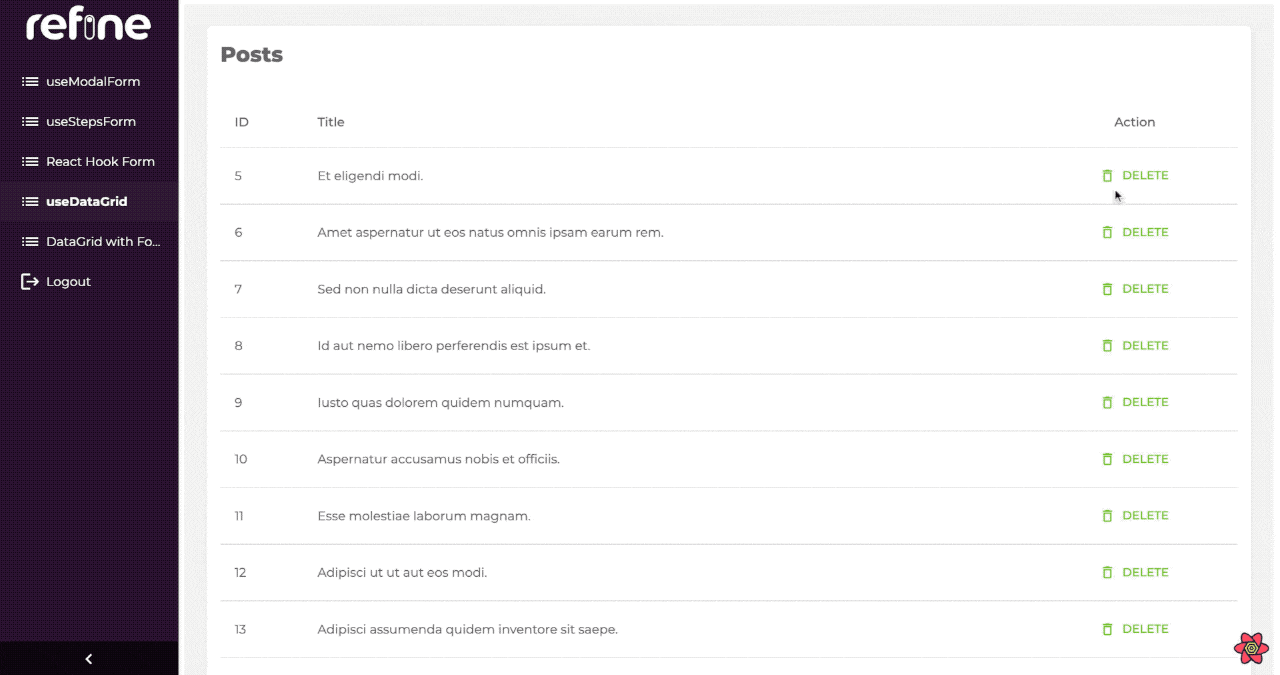 refine
useModalForm
useStepsForm
React Hook Form
useDataGrid
DataGrid with Fo...
Logout
Posts
ID Title Action
5 Et eligendi modi. DELETE
6 Amet aspernatur ut eos natus omnis ipsam earum rem. DELETE
7 Sed non nulla dicta deserunt aliquid. DELETE
8 Id aut nemo libero perferendis est ipsum et. DELETE
9 Iusto quas dolorem quidem numquam. DELETE
10 Aspernatur accusamus nobis et officiis. DELETE
11 Esse molestiae laborum magnam. DELETE
12 Adipisci ut ut aut eos modi. DELETE
13 Adipisci assumenda quidem inventore sit saepe. DELETE